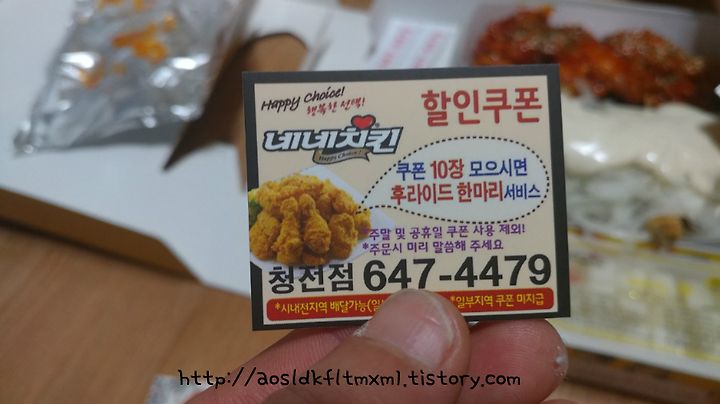 Happy Choice!
행복한 선택!
할인쿠폰
네네치킨
Happy Choice!
쿠폰 10장 모으시면
후라이드 한마리서비스
*주말 및 공휴일 쿠폰 사용 제외!
*주문시 미리 말씀해 주세요
청전점 647-4479
*시내전지역 배달가능(일 *일부지역 쿠폰 미지급
http://aosldkfltmxml.tistory.com